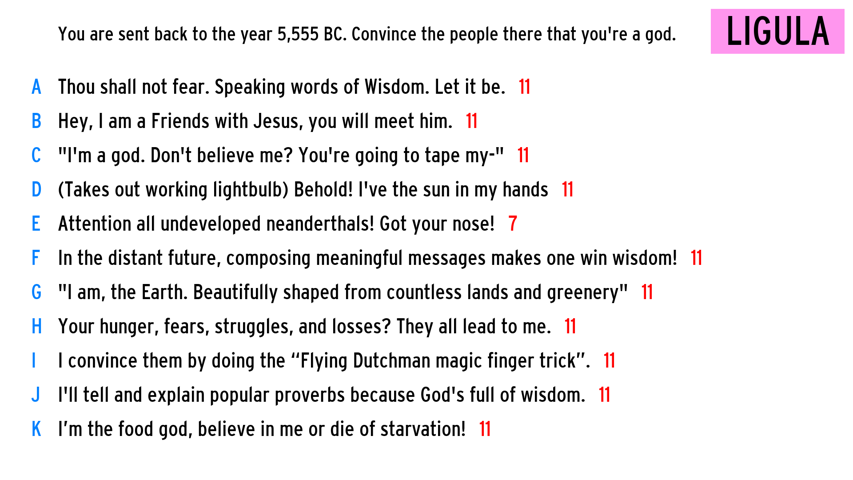 You are sent back to the year 5,555 BC. Convince the people there that you're a god.
LIGULA
A Thou shall not fear. Speaking words of Wisdom. Let it be. 11
B Hey, I am a Friends with Jesus, you will meet him. 11
C "I'm a god. Don't believe me? You're going to tape my-" 11
D (Takes out working lightbulb) Behold! I've the sun in my hands 11
E Attention all undeveloped neanderthals! Got your nose! 7
F In the distant future, composing meaningful messages makes one win wisdom! 11
G "I am, the Earth. Beautifully shaped from countless lands and greenery" 11
H Your hunger, fears, struggles, and losses? They all lead to me. 11
I I convince them by doing the “Flying Dutchman magic finger trick”. 11
J I'll tell and explain popular proverbs because God's full of wisdom. 11
K I’m the food god, believe in me or die of starvation! 11